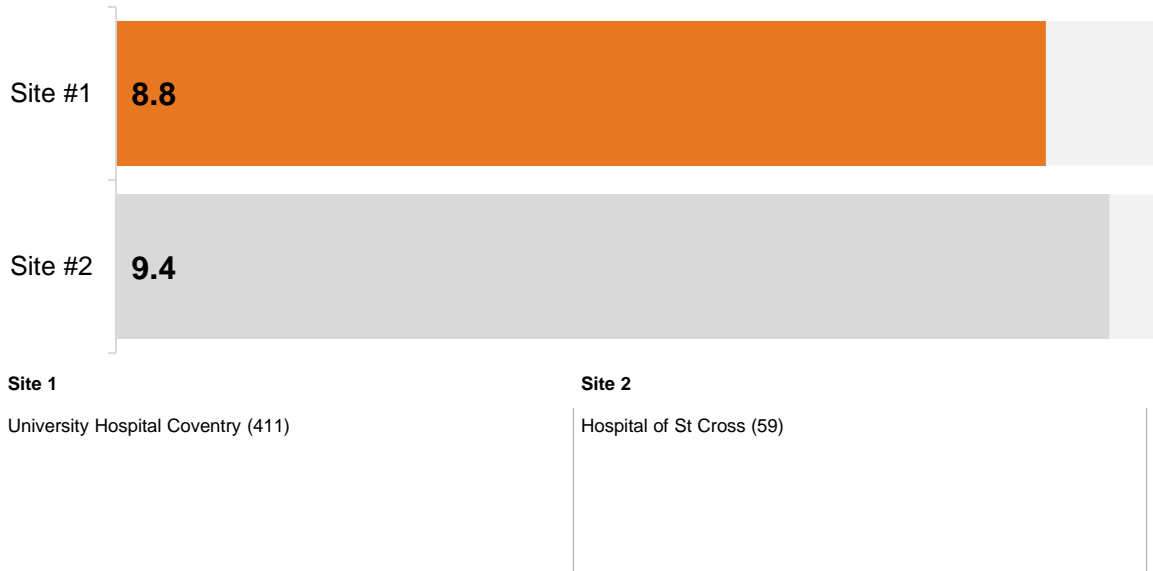 Site #1
8.8
Site #2
9.4
Site 1
Site 2
University Hospital Coventry (411)
Hospital of St Cross (59)